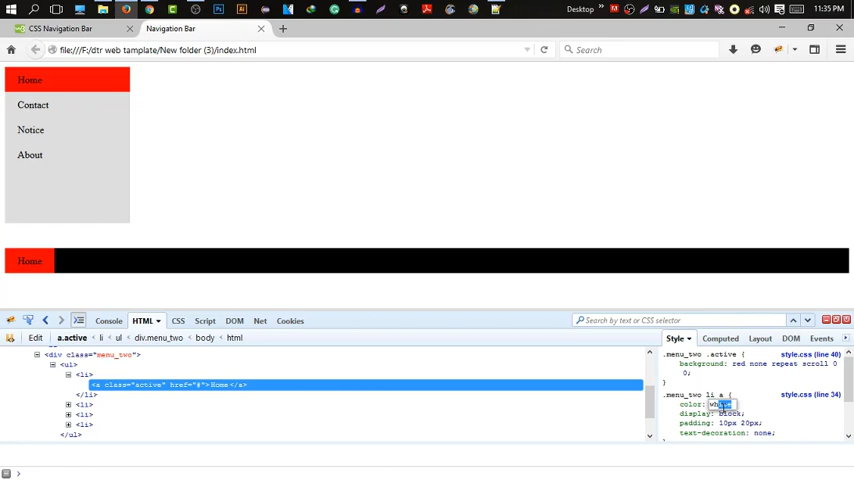 Desktop » 11:35 PM
CSS Navigation Bar × Navigation Bar × +
file:///F:/dtr web tamplate/New folder (3)/index.html Search
Home
Contact
Notice
About
Home
Console HTML CSS Script DOM Net Cookies Search by text or CSS selector
Edit a.active < li < ul < div.menu_two < body < html Style Computed Layout DOM Events
<div class="menu_two">
<ul>
<li>
<a class="active" href="#">Home</a>
</li>
<li>
<li>
<li>
</ul>
.menu_two .active { style.css (line 40)
background: red none repeat scroll 0
0;
}
.menu_two li a { style.css (line 34)
color:
display: block;
padding: 10px 20px;
text-decoration: none;